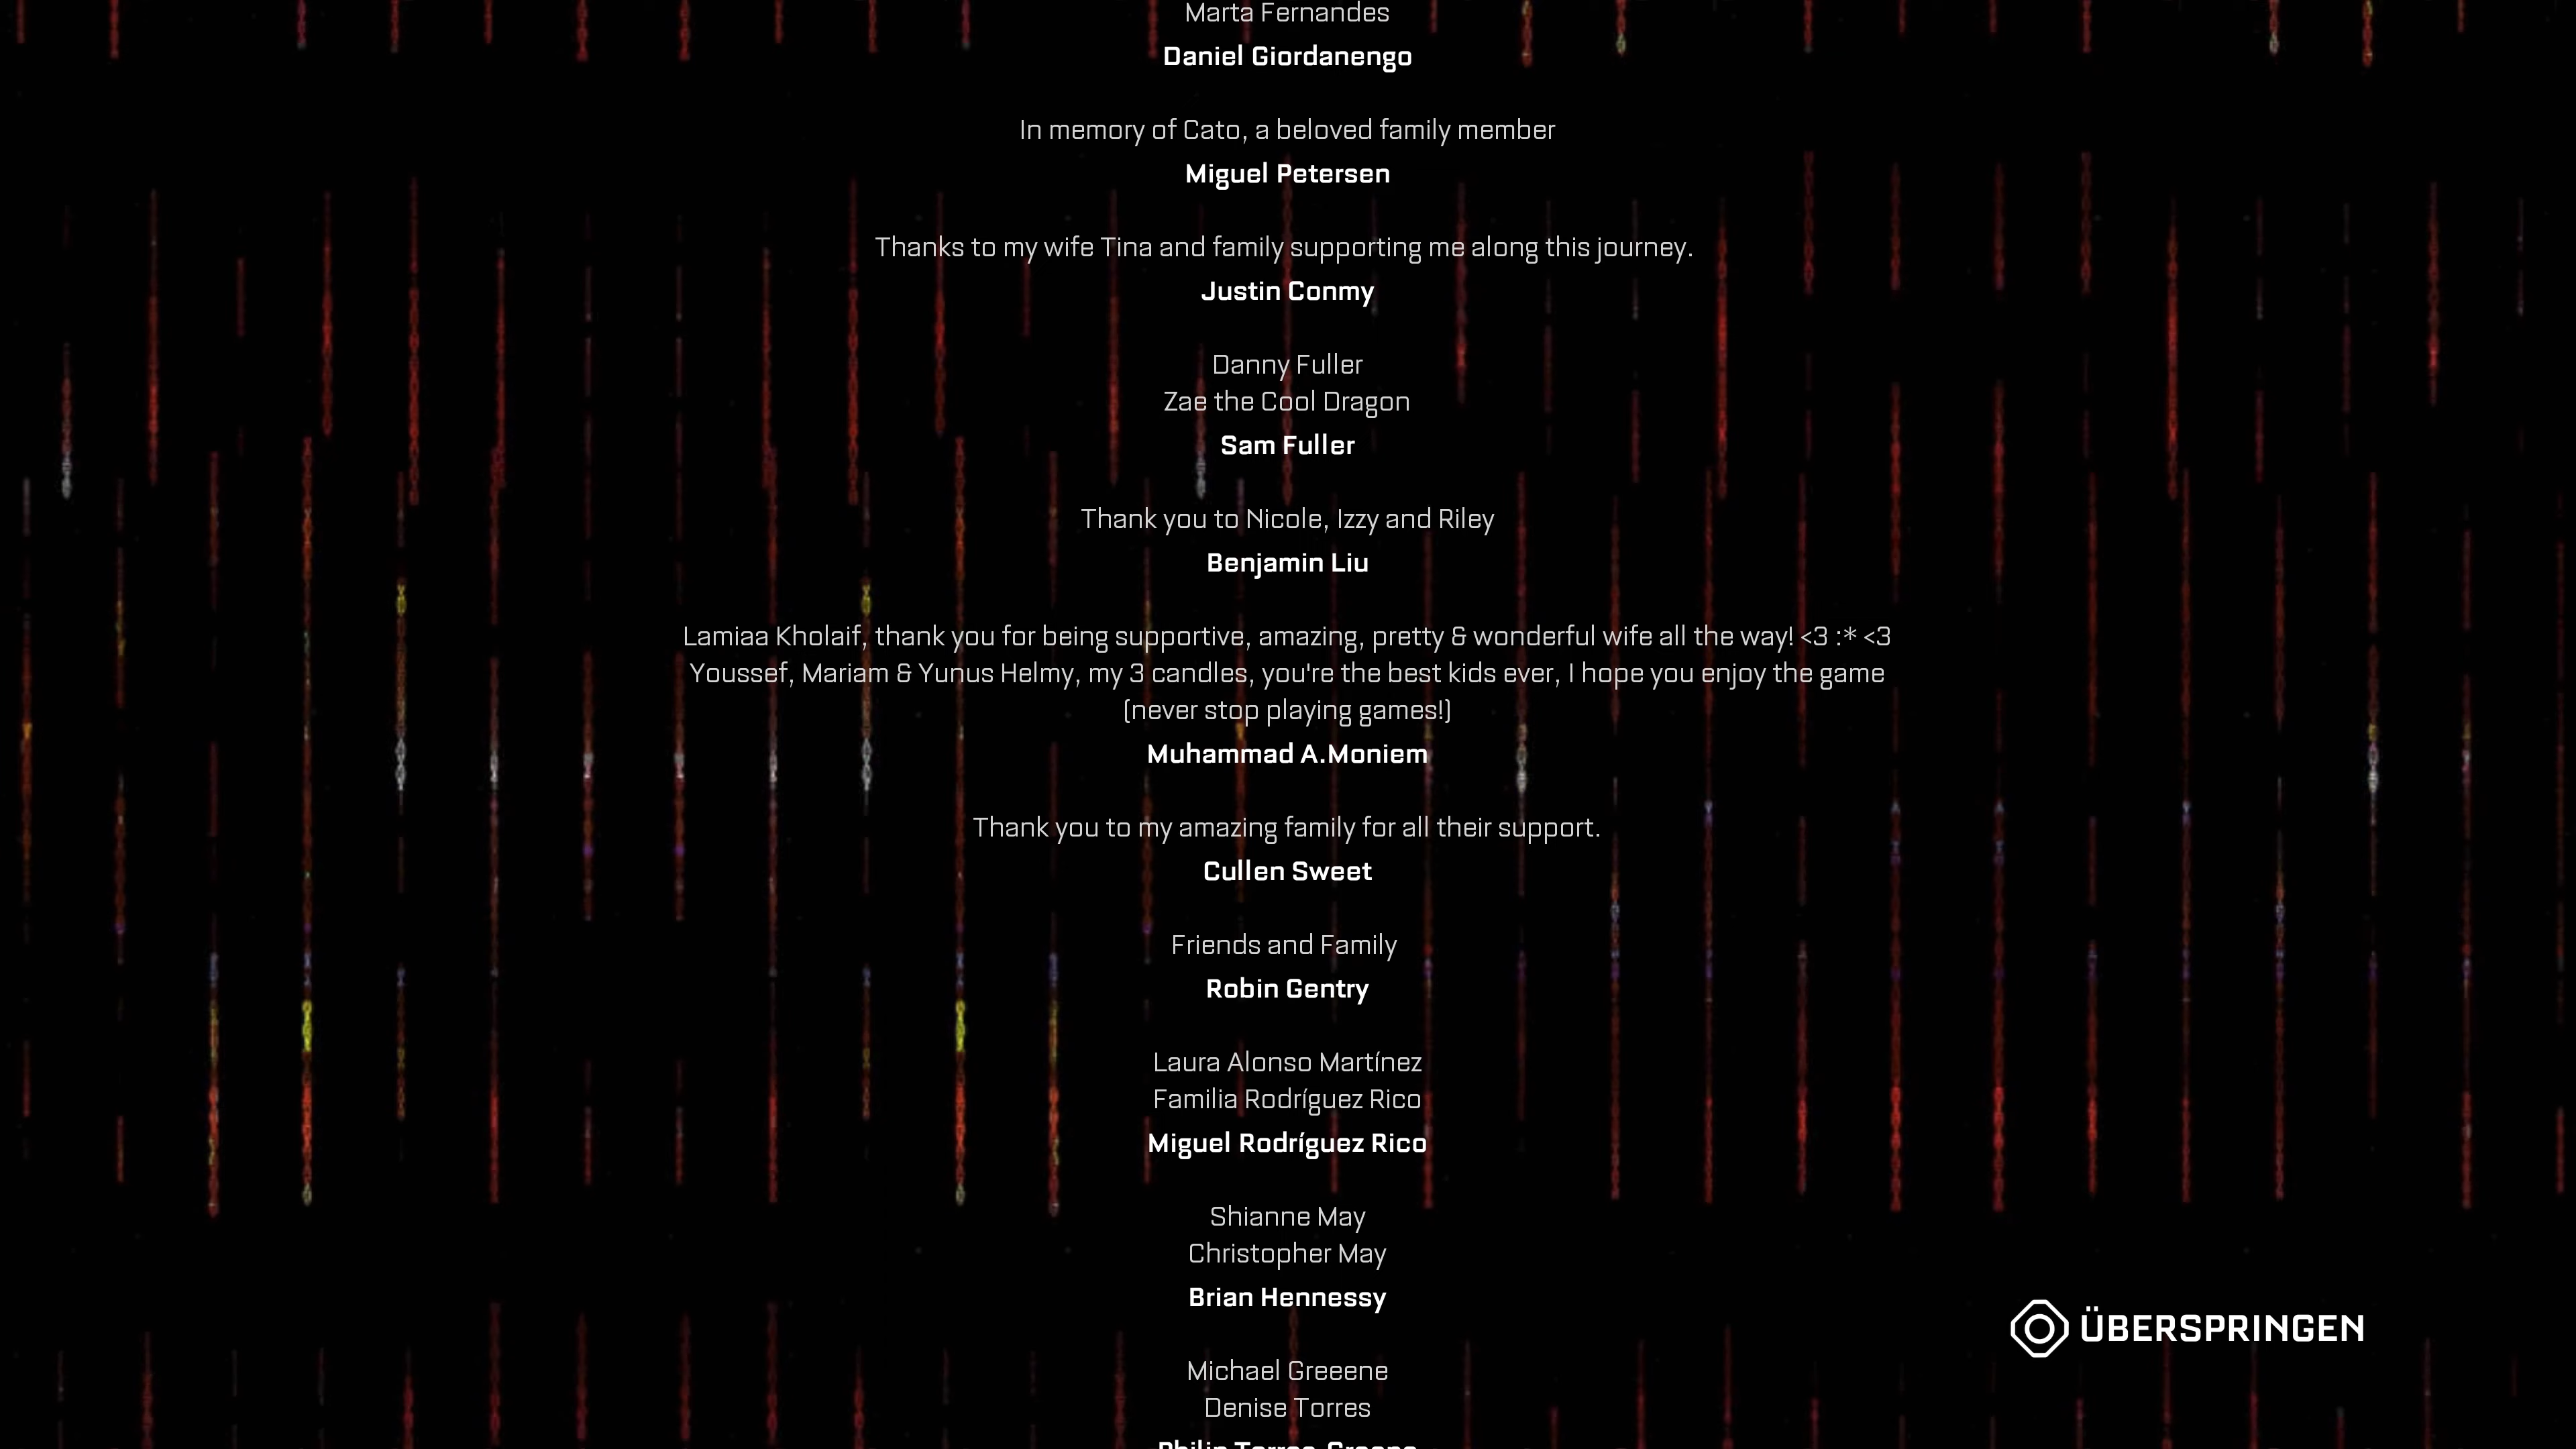 Marta Fernandes
Daniel Giordanengo
In memory of Cato, a beloved family member
Miguel Petersen
Thanks to my wife Tina and family supporting me along this journey.
Justin Conmy
Danny Fuller
Zae the Cool Dragon
Sam Fuller
Thank you to Nicole, Izzy and Riley
Benjamin Liu
Lamiaa Kholaif, thank you for being supportive, amazing, pretty & wonderful wife all the way! <3 :* <3
Youssef, Mariam & Yunus Helmy, my 3 candles, you're the best kids ever, I hope you enjoy the game
(never stop playing games!)
Muhammad A.Moniem
Thank you to my amazing family for all their support.
Cullen Sweet
Friends and Family
Robin Gentry
Laura Alonso Martínez
Familia Rodríguez Rico
Miguel Rodríguez Rico
Shianne May
Christopher May
Brian Hennessy
ÜBERSPRINGEN
Michael Greeene
Denise Torres